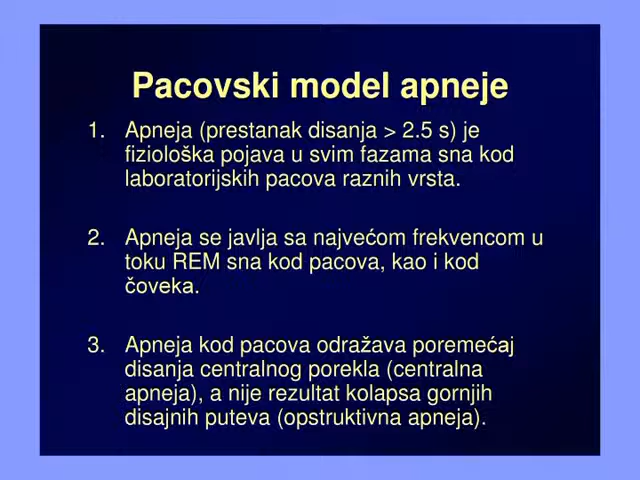 Pacovski model apneje
1. Apneja (prestanak disanja > 2.5 s) je
fiziološka pojava u svim fazama sna kod
laboratorijskih pacova raznih vrsta.
2. Apneja se javlja sa najvećom frekvencom u
toku REM sna kod pacova, kao i kod
čoveka.
3. Apneja kod pacova odražava poremećaj
disanja centralnog porekla (centralna
apneja), a nije rezultat kolapsa gornjih
disajnih puteva (opstruktivna apneja).